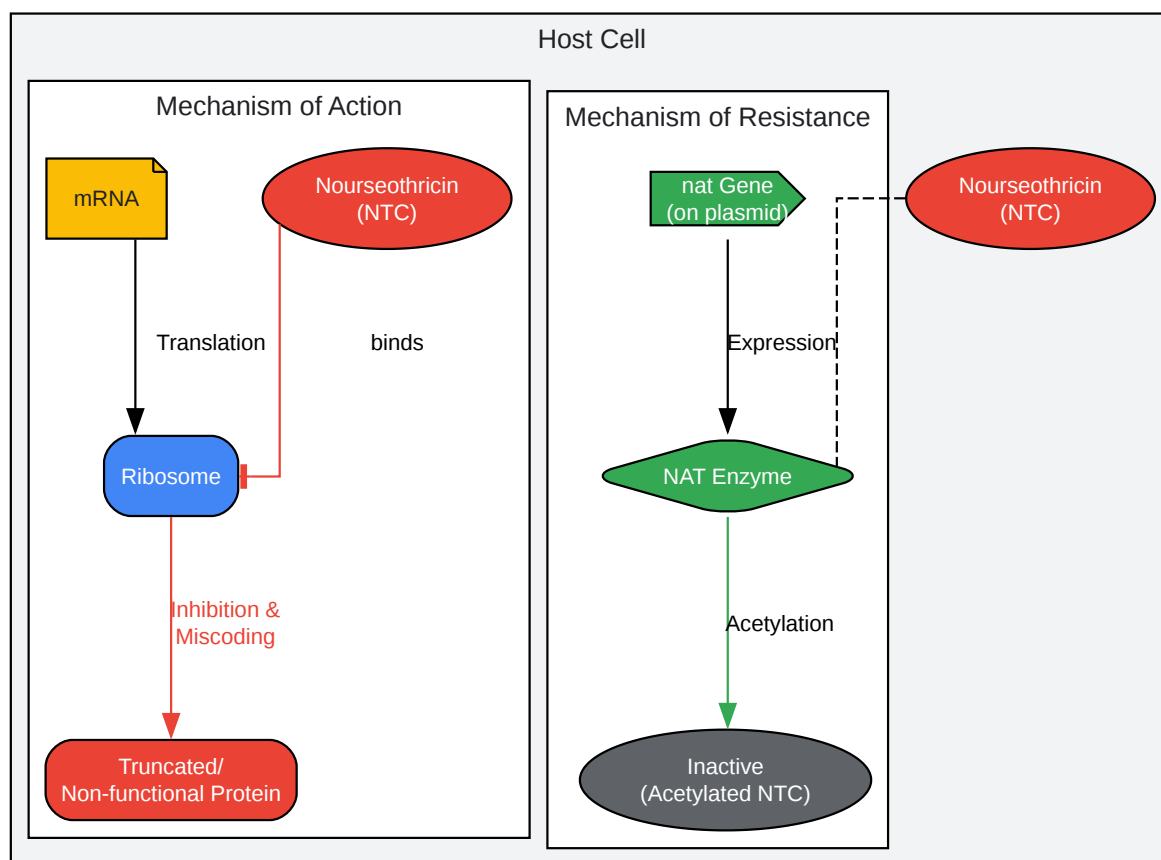 Host Cell
Mechanism of Action
mRNA
Nourseothricin
(NTC)
Translation
binds
Ribosome
Inhibition &
Miscoding
Truncated/
Non-functional Protein
Mechanism of Resistance
nat Gene
(on plasmid)
Nourseothricin
(NTC)
Expression
NAT Enzyme
Acetylation
Inactive
(Acetylated NTC)